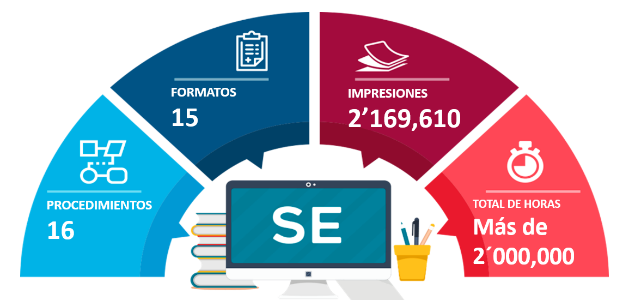 PROCEDIMIENTOS
16
FORMATOS
15
IMPRESIONES
2’169,610
TOTAL DE HORAS
Más de
2´000,000
SE